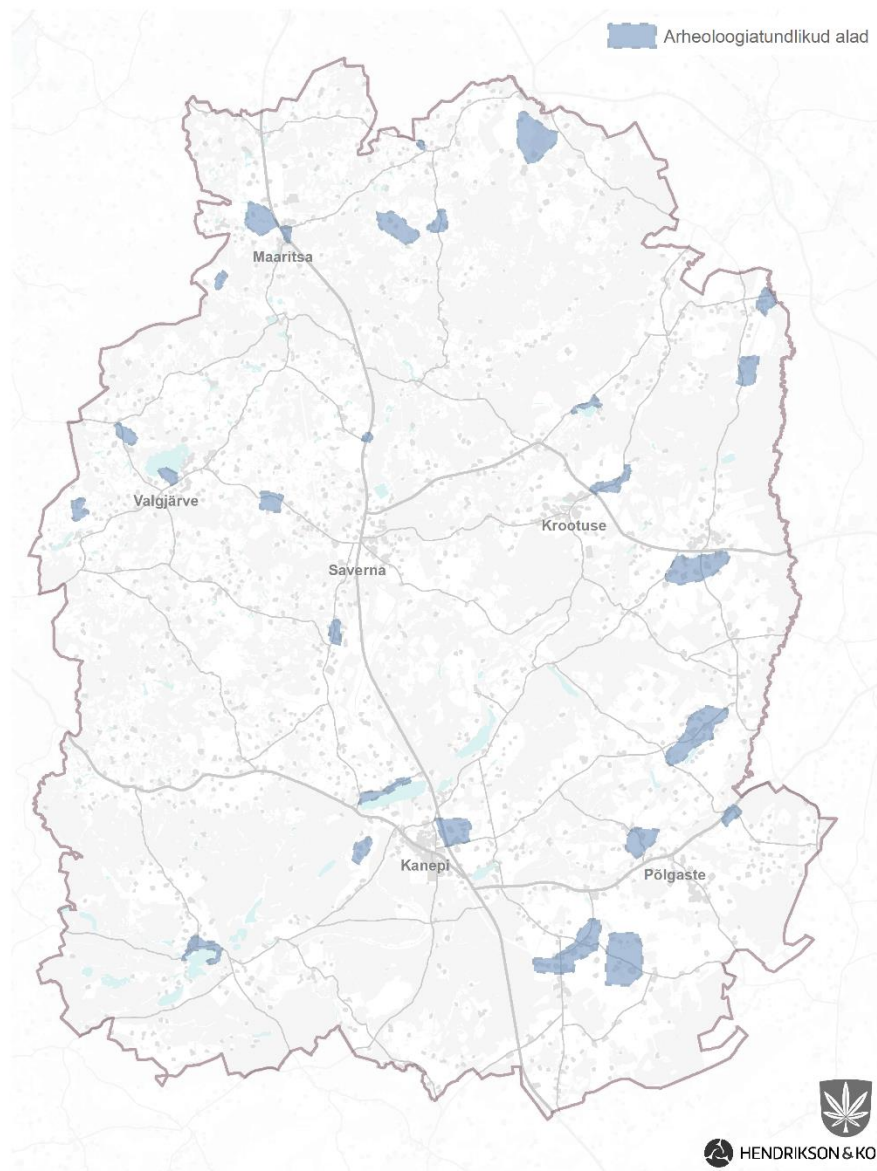 Arheoloogiatundlikud alad
Maaritsa
Valgjärve
Krootuse
Saverna
Kanepi
Põlgaste
HENDRIKSON & KO